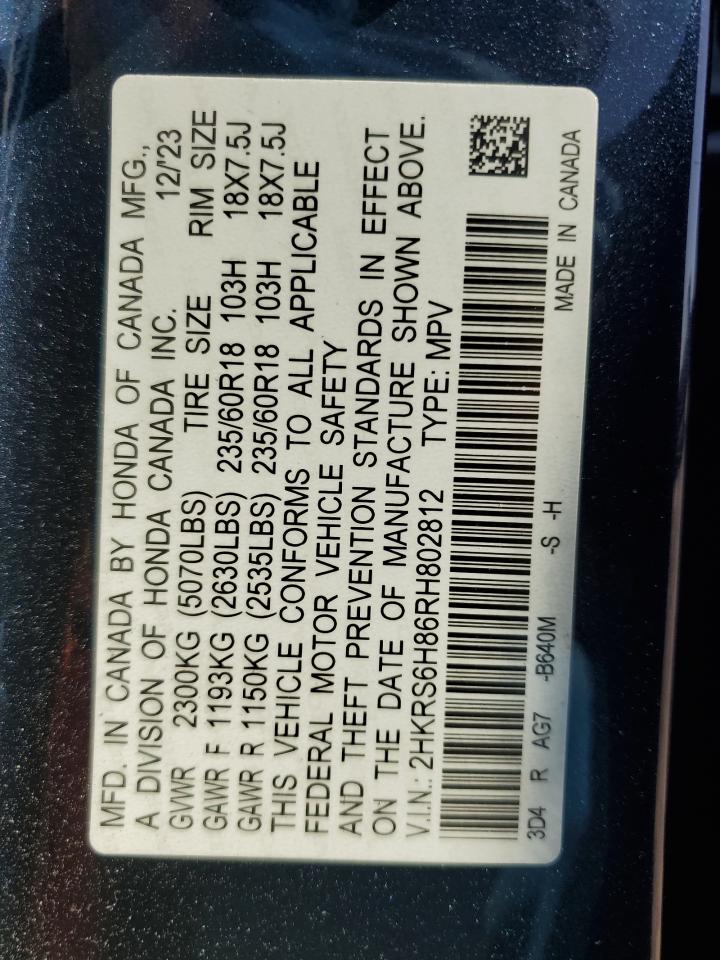 MFD. IN CANADA BY HONDA OF CANADA MFG.,
A DIVISION OF HONDA CANADA INC. 12/'23
GVWR 2300KG (5070LBS) TIRE SIZE RIM SIZE
GAWR F 1193KG (2630LBS) 235/60R18 103H 18X7.5J
GAWR R 1150KG (2535LBS) 235/60R18 103H 18X7.5J
THIS VEHICLE CONFORMS TO ALL APPLICABLE
FEDERAL MOTOR VEHICLE SAFETY
AND THEFT PREVENTION STANDARDS IN EFFECT
ON THE DATE OF MANUFACTURE SHOWN ABOVE.
V.I.N.: 2HKRS6H86RH802812 TYPE: MPV
3D4 R AG7 -B640M -S -H
MADE IN CANADA